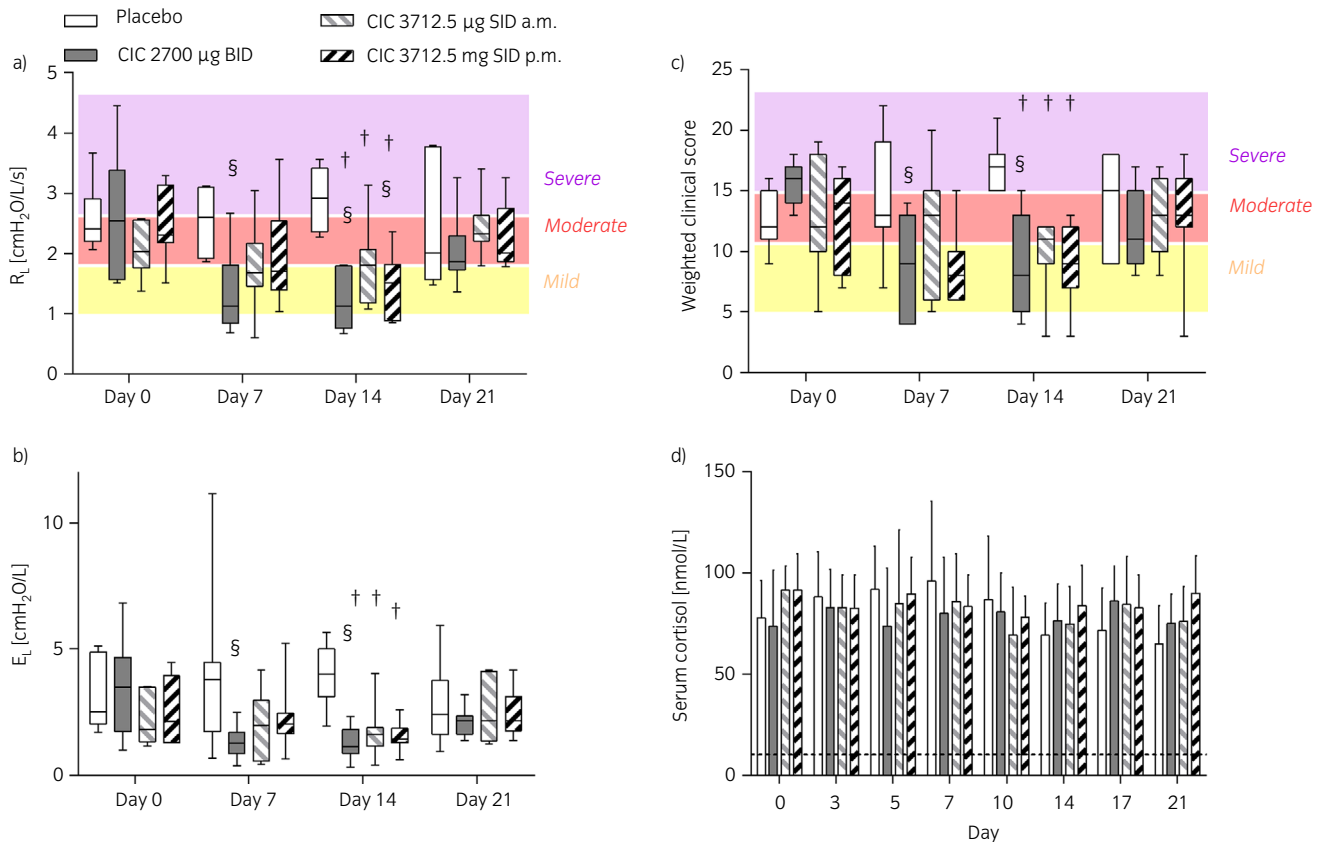 Placebo
CIC 3712.5 µg SID a.m.
CIC 2700 µg BID
CIC 3712.5 mg SID p.m.
a)
5
4
3
2
1
0
R_L [cmH₂O/L/s]
§
†
†
†
§
§
Severe
Moderate
Mild
Day 0
Day 7
Day 14
Day 21
c)
25
20
15
10
5
0
Weighted clinical score
§
†
†
†
§
Severe
Moderate
Mild
Day 0
Day 7
Day 14
Day 21
b)
10
5
0
E_L [cmH₂O/L]
§
†
†
†
§
Day 0
Day 7
Day 14
Day 21
d)
150
100
50
0
Serum cortisol [nmol/L]
0
3
5
7
10
14
17
21
Day